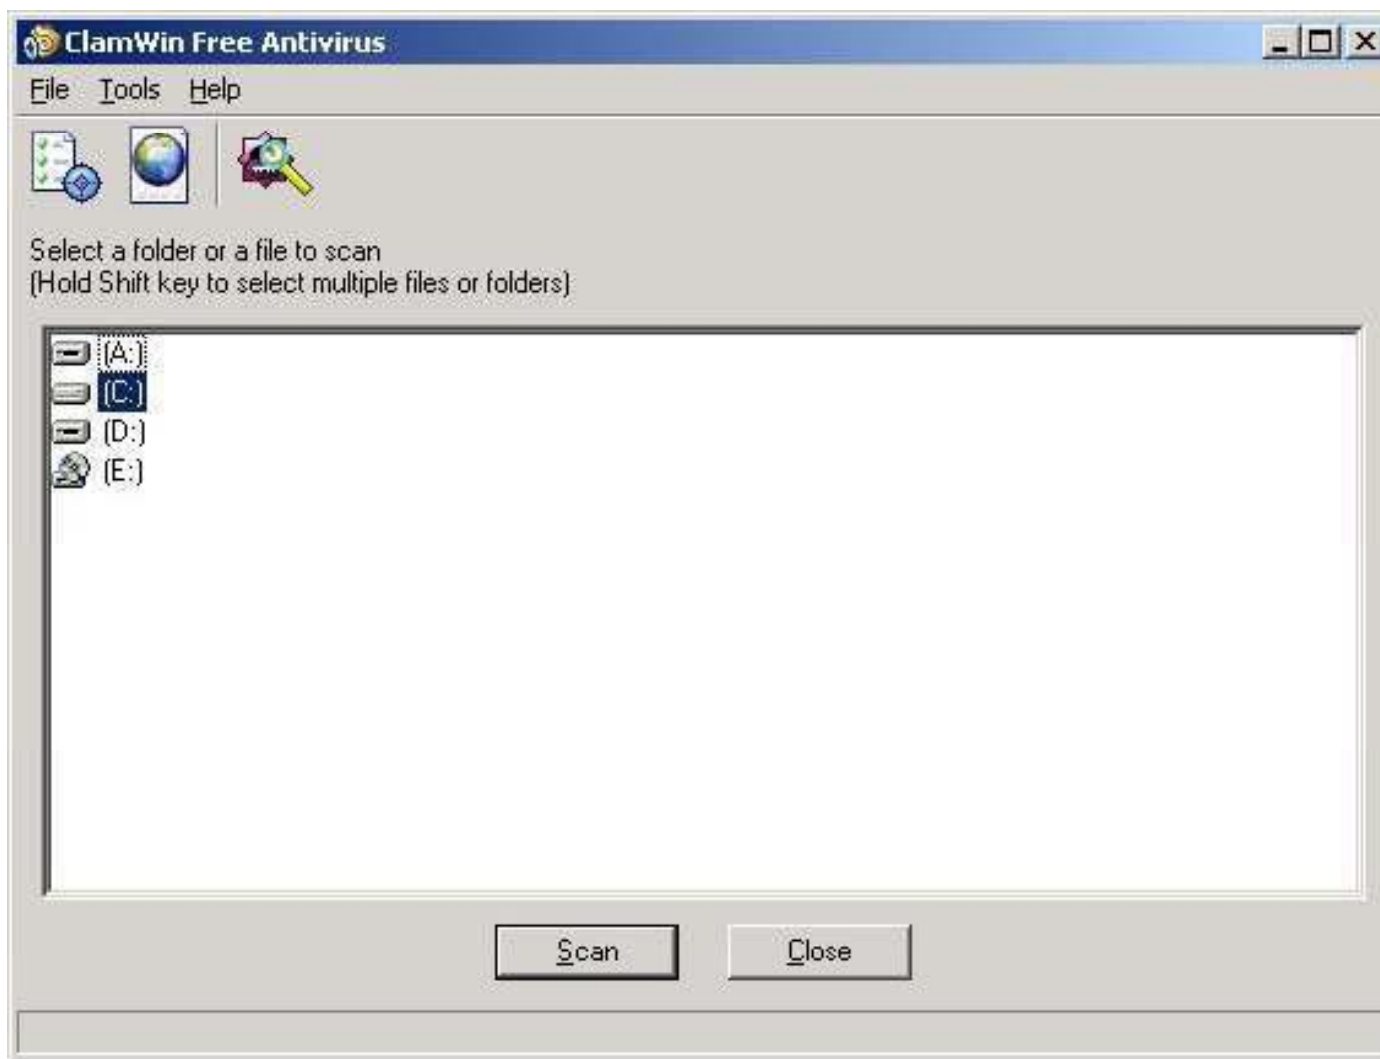 ClamWin Free Antivirus
File Tools Help
Select a folder or a file to scan
(Hold Shift key to select multiple files or folders)
(A:)
(C:)
(D:)
(E:)
Scan Close